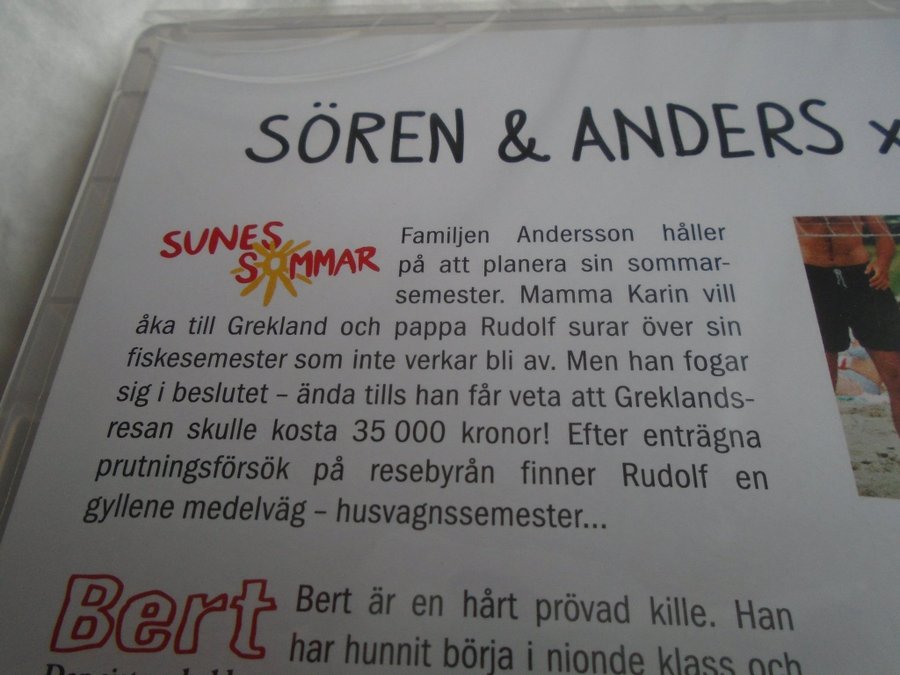 SÖREN & ANDERS x
SUNES
SOMMAR
Familjen Andersson håller
på att planera sin sommar-
semester. Mamma Karin vill
åka till Grekland och pappa Rudolf surar över sin
fiskesemester som inte verkar bli av. Men han fogar
sig i beslutet – ända tills han får veta att Greklands-
resan skulle kosta 35 000 kronor! Efter enträgna
prutningsförsök på resebyrån finner Rudolf en
gyllene medelväg – husvagnssemester...
Bert
Bert är en hårt prövad kille. Han
har hunnit börja i nionde klass och